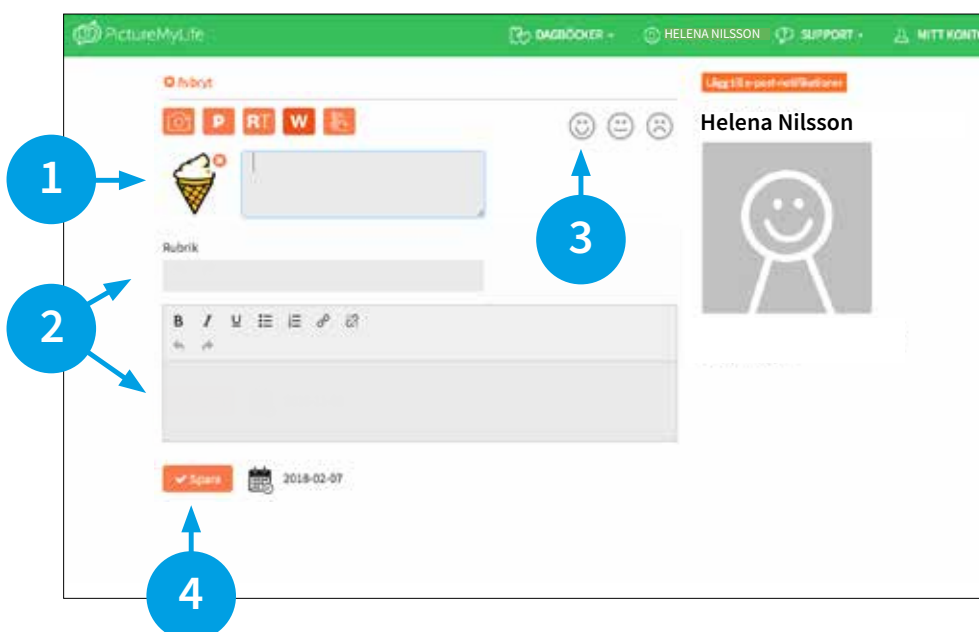 PictureMyLife
DAGBÖCKER
HELENA NILSSON
SUPPORT
MITT KONTO
Avbryt
Lägg till e-post-notifikationer
P
RT
W
Helena Nilsson
1
3
Rubrik
2
B I U
Spara
2018-02-07
4